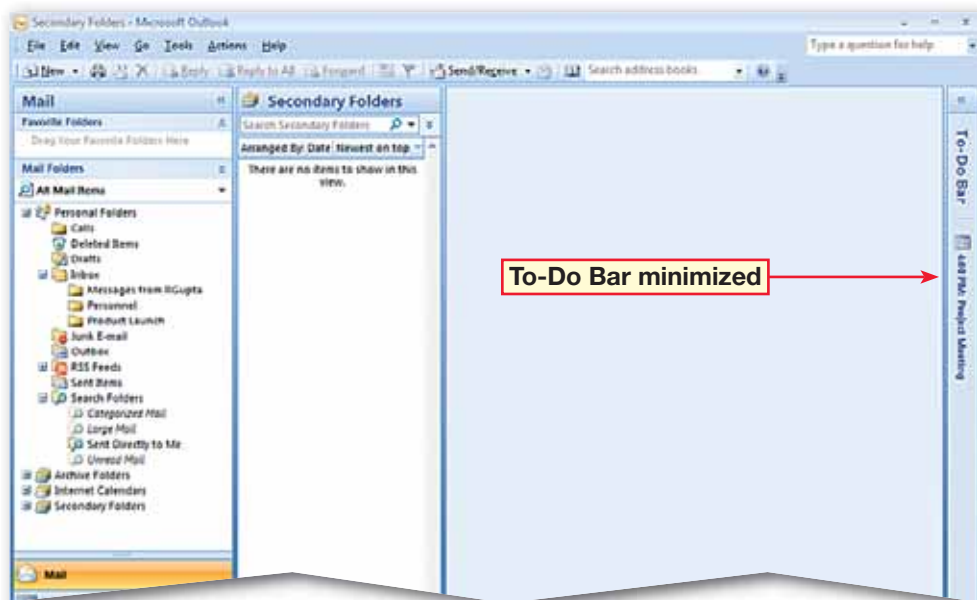 Secondary Folders - Microsoft Outlook
File Edit View Go Tools Actions Help
Type a question for help
New Reply Reply to All Forward Send/Receive Search address books
Mail
Favorite Folders
Drag Your Favorite Folders Here
Mail Folders
All Mail Items
Personal Folders
Calls
Deleted Items
Drafts
Inbox
Messages from RGupta
Personnel
Product Launch
Junk E-mail
Outbox
RSS Feeds
Sent Items
Search Folders
Categorized Mail
Large Mail
Sent Directly to Me
Unread Mail
Archive Folders
Internet Calendars
Secondary Folders
Mail
Secondary Folders
Search Secondary Folders
Arranged By: Date Newest on top
There are no items to show in this
view.
To-Do Bar minimized
To-Do Bar
PM: Project Meeting